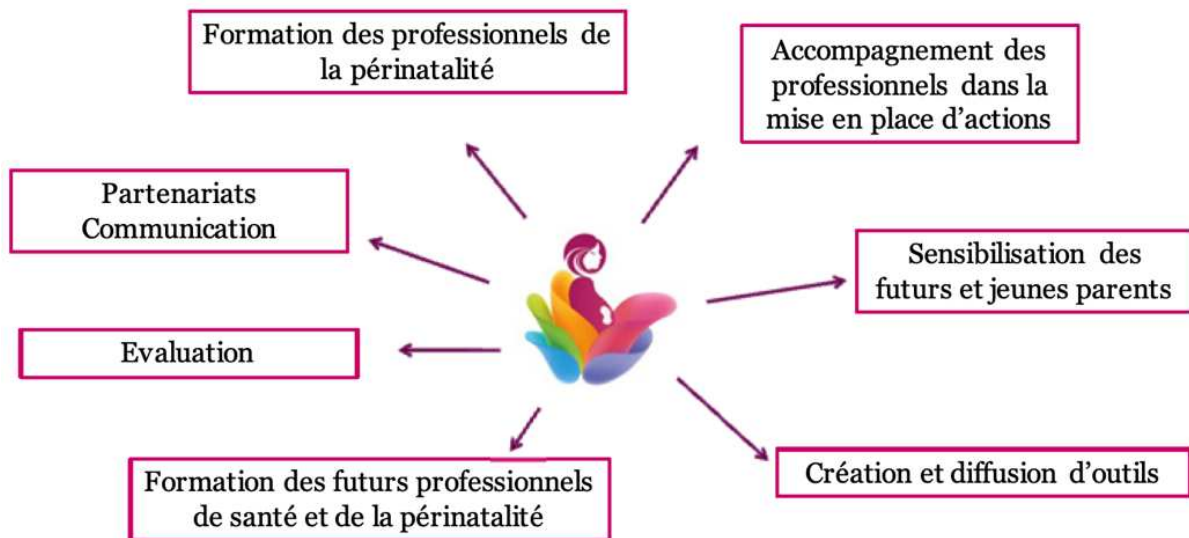 Formation des professionnels de
la périnatalité
Accompagnement des
professionnels dans la
mise en place d’actions
Partenariats
Communication
Sensibilisation des
futurs et jeunes parents
Evaluation
Formation des futurs professionnels
de santé et de la périnatalité
Création et diffusion d’outils